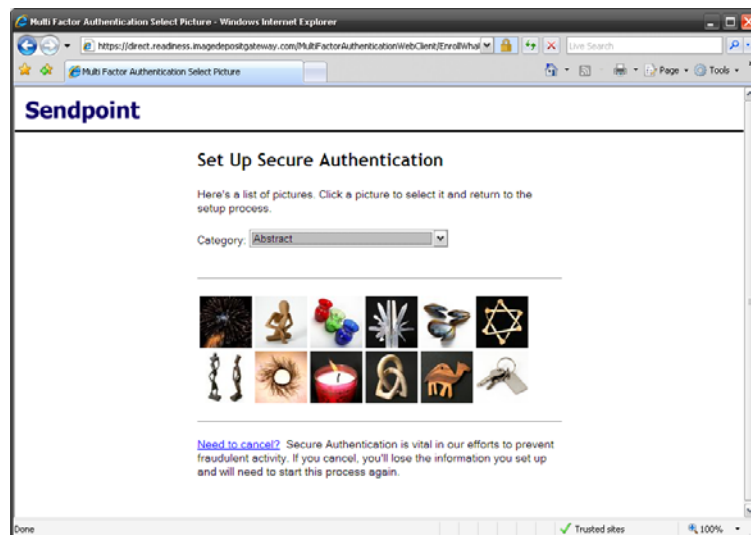 Multi Factor Authentication Select Picture - Windows Internet Explorer
https://direct.readiness.imagedepositgateway.com/MultiFactorAuthenticationWebClient/EnrollWhat
Live Search
Multi Factor Authentication Select Picture
Page
Tools
Sendpoint
Set Up Secure Authentication
Here's a list of pictures. Click a picture to select it and return to the
setup process.
Category: Abstract
Need to cancel? Secure Authentication is vital in our efforts to prevent
fraudulent activity. If you cancel, you'll lose the information you set up
and will need to start this process again.
Done
Trusted sites
100%